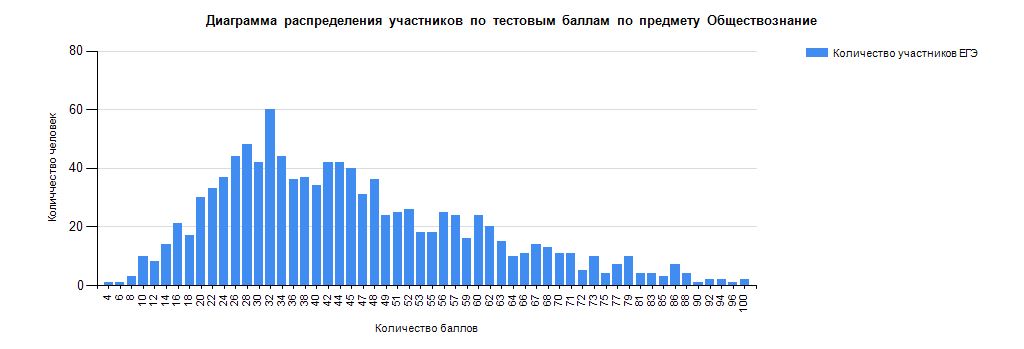 Диаграмма распределения участников по тестовым баллам по предмету Обществознание
Количество участников ЕГЭ
Колинчество человек
80
60
40
20
0
4 6 8 10 12 14 16 18 20 22 24 26 28 30 32 34 36 38 40 42 44 45 47 48 49 51 52 53 55 56 57 59 60 62 63 64 66 67 68 70 71 72 73 75 77 79 81 83 85 86 88 90 92 94 96 100
Количество баллов